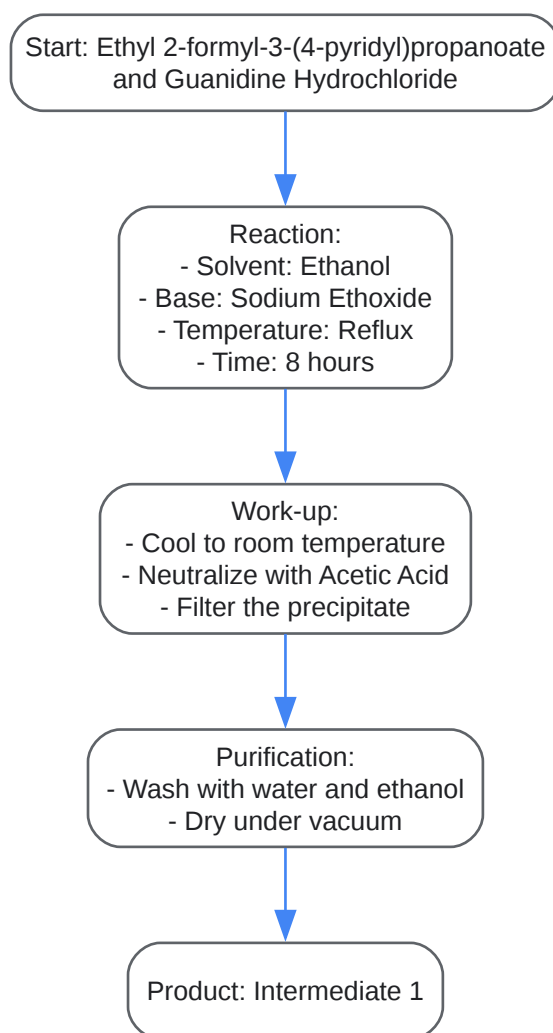 Start: Ethyl 2-formyl-3-(4-pyridyl)propanoate
and Guanidine Hydrochloride
Reaction:
- Solvent: Ethanol
- Base: Sodium Ethoxide
- Temperature: Reflux
- Time: 8 hours
Work-up:
- Cool to room temperature
- Neutralize with Acetic Acid
- Filter the precipitate
Purification:
- Wash with water and ethanol
- Dry under vacuum
Product: Intermediate 1